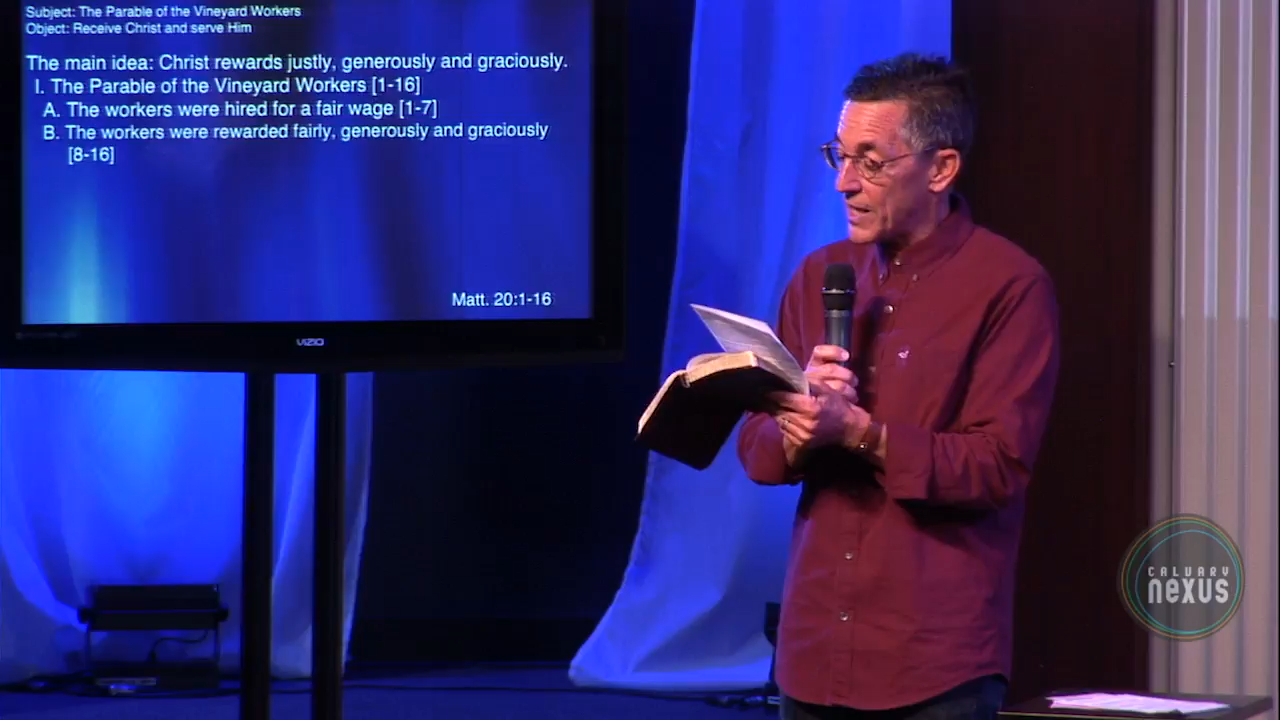 Subject: The Parable of the Vineyard Workers
Object: Receive Christ and serve Him
The main idea: Christ rewards justly, generously and graciously.
I. The Parable of the Vineyard Workers [1-16]
A. The workers were hired for a fair wage [1-7]
B. The workers were rewarded fairly, generously and graciously
[8-16]
Matt. 20:1-16
VIZIO
CALVARY
nexus